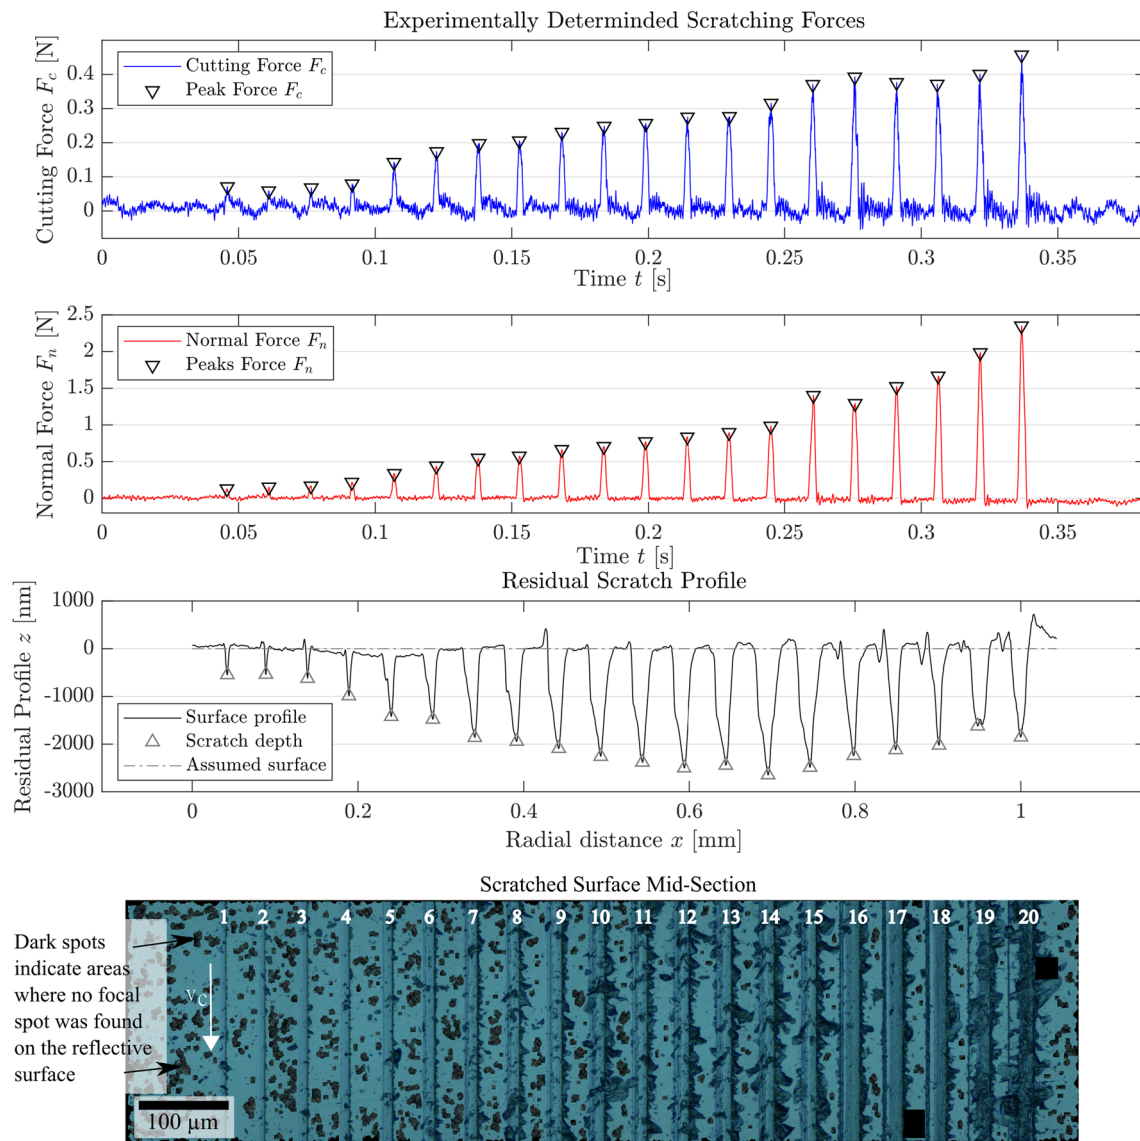 Experimentally Determinded Scratching Forces
Cutting Force F_c [N]
0.4
0.3
0.2
0.1
0
Cutting Force F_c
Peak Force F_c
0 0.05 0.1 0.15 0.2 0.25 0.3 0.35
Time t [s]
Normal Force F_n [N]
2.5
2
1.5
1
0.5
0
Normal Force F_n
Peaks Force F_n
0 0.05 0.1 0.15 0.2 0.25 0.3 0.35
Time t [s]
Residual Scratch Profile
Residual Profile z [nm]
1000
0
-1000
-2000
-3000
Surface profile
Scratch depth
Assumed surface
0 0.2 0.4 0.6 0.8 1
Radial distance x [mm]
Scratched Surface Mid-Section
1 2 3 4 5 6 7 8 9 10 11 12 13 14 15 16 17 18 19 20
Dark spots
indicate areas
where no focal
spot was found
on the reflective
surface
v_C
100 µm